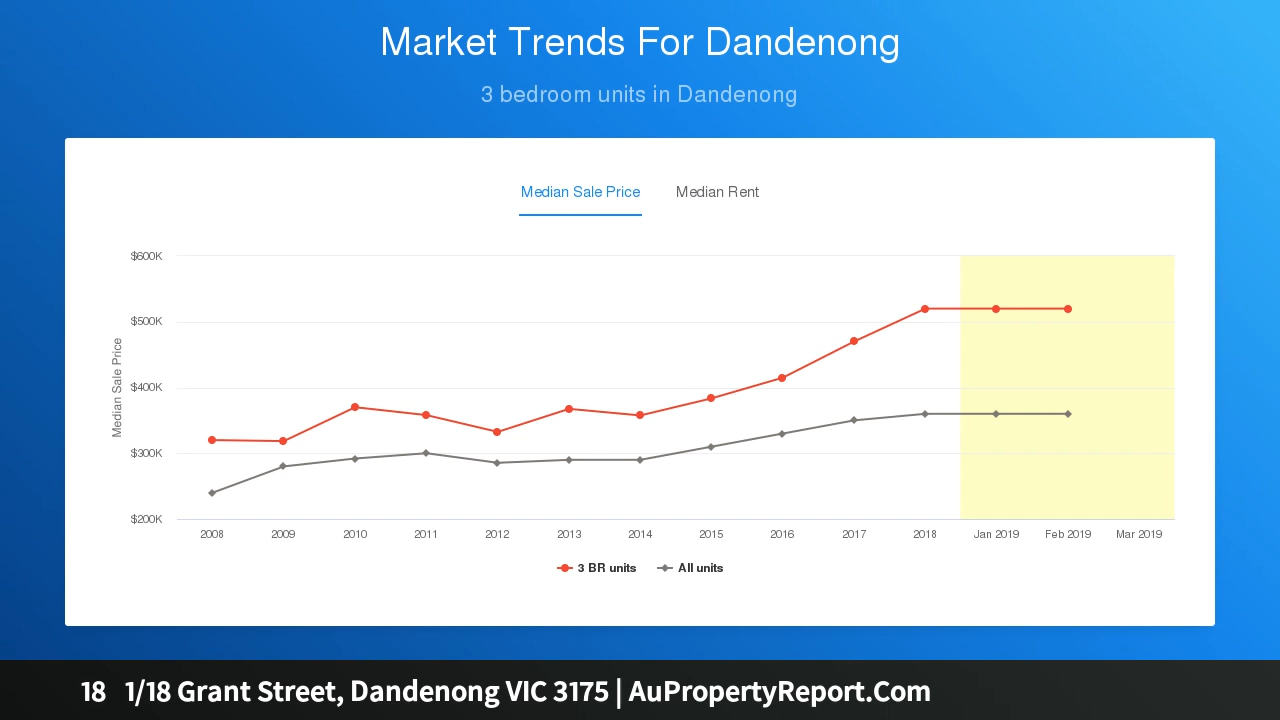 Market Trends For Dandenong
3 bedroom units in Dandenong
Median Sale Price Median Rent
Median Sale Price
$600K
$500K
$400K
$300K
$200K
2008 2009 2010 2011 2012 2013 2014 2015 2016 2017 2018 Jan 2019 Feb 2019 Mar 2019
3 BR units All units
18 1/18 Grant Street, Dandenong VIC 3175 | AuPropertyReport.Com